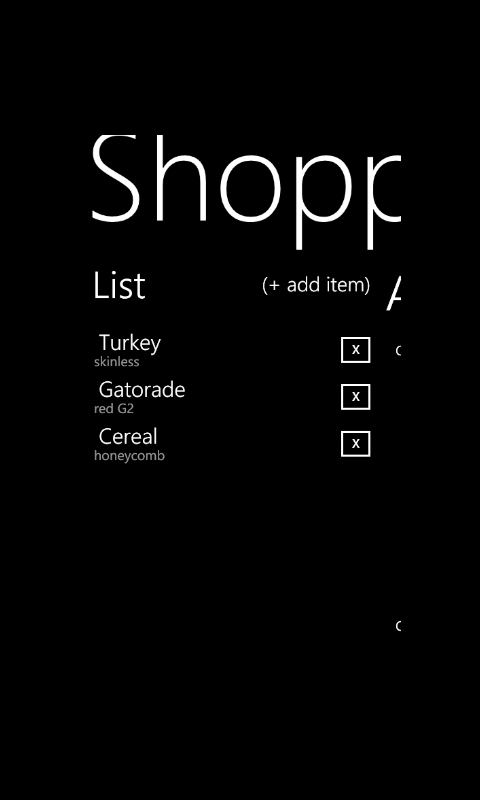 Shopp
List (+ add item)
Turkey X
skinless
Gatorade X
red G2
Cereal X
honeycomb